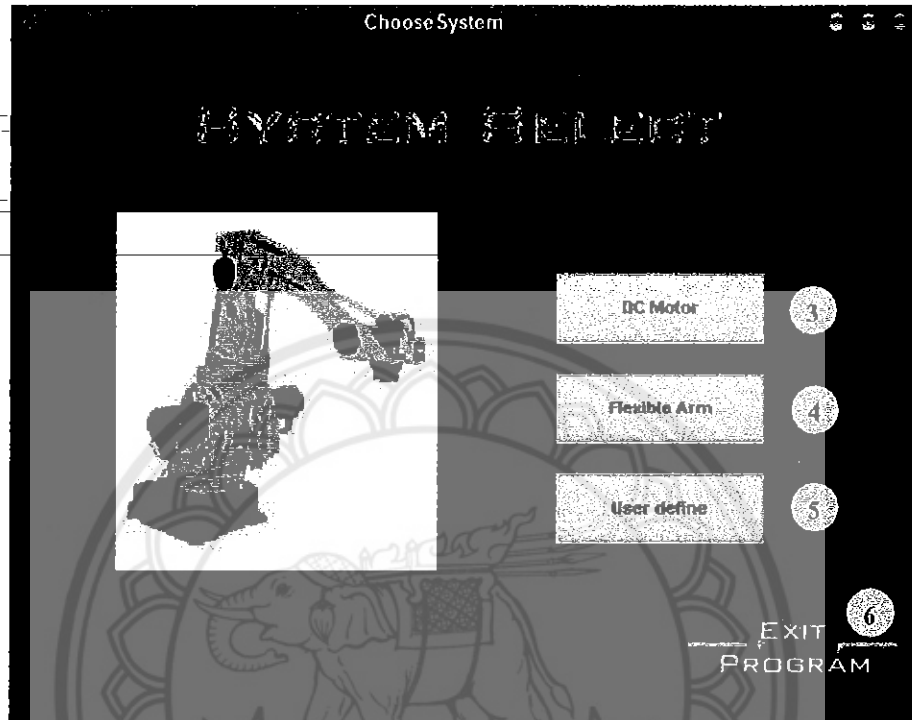 Choose System
DC Motor
3
Flexible Arm
4
User define
5
6
EXIT
PROGRAM